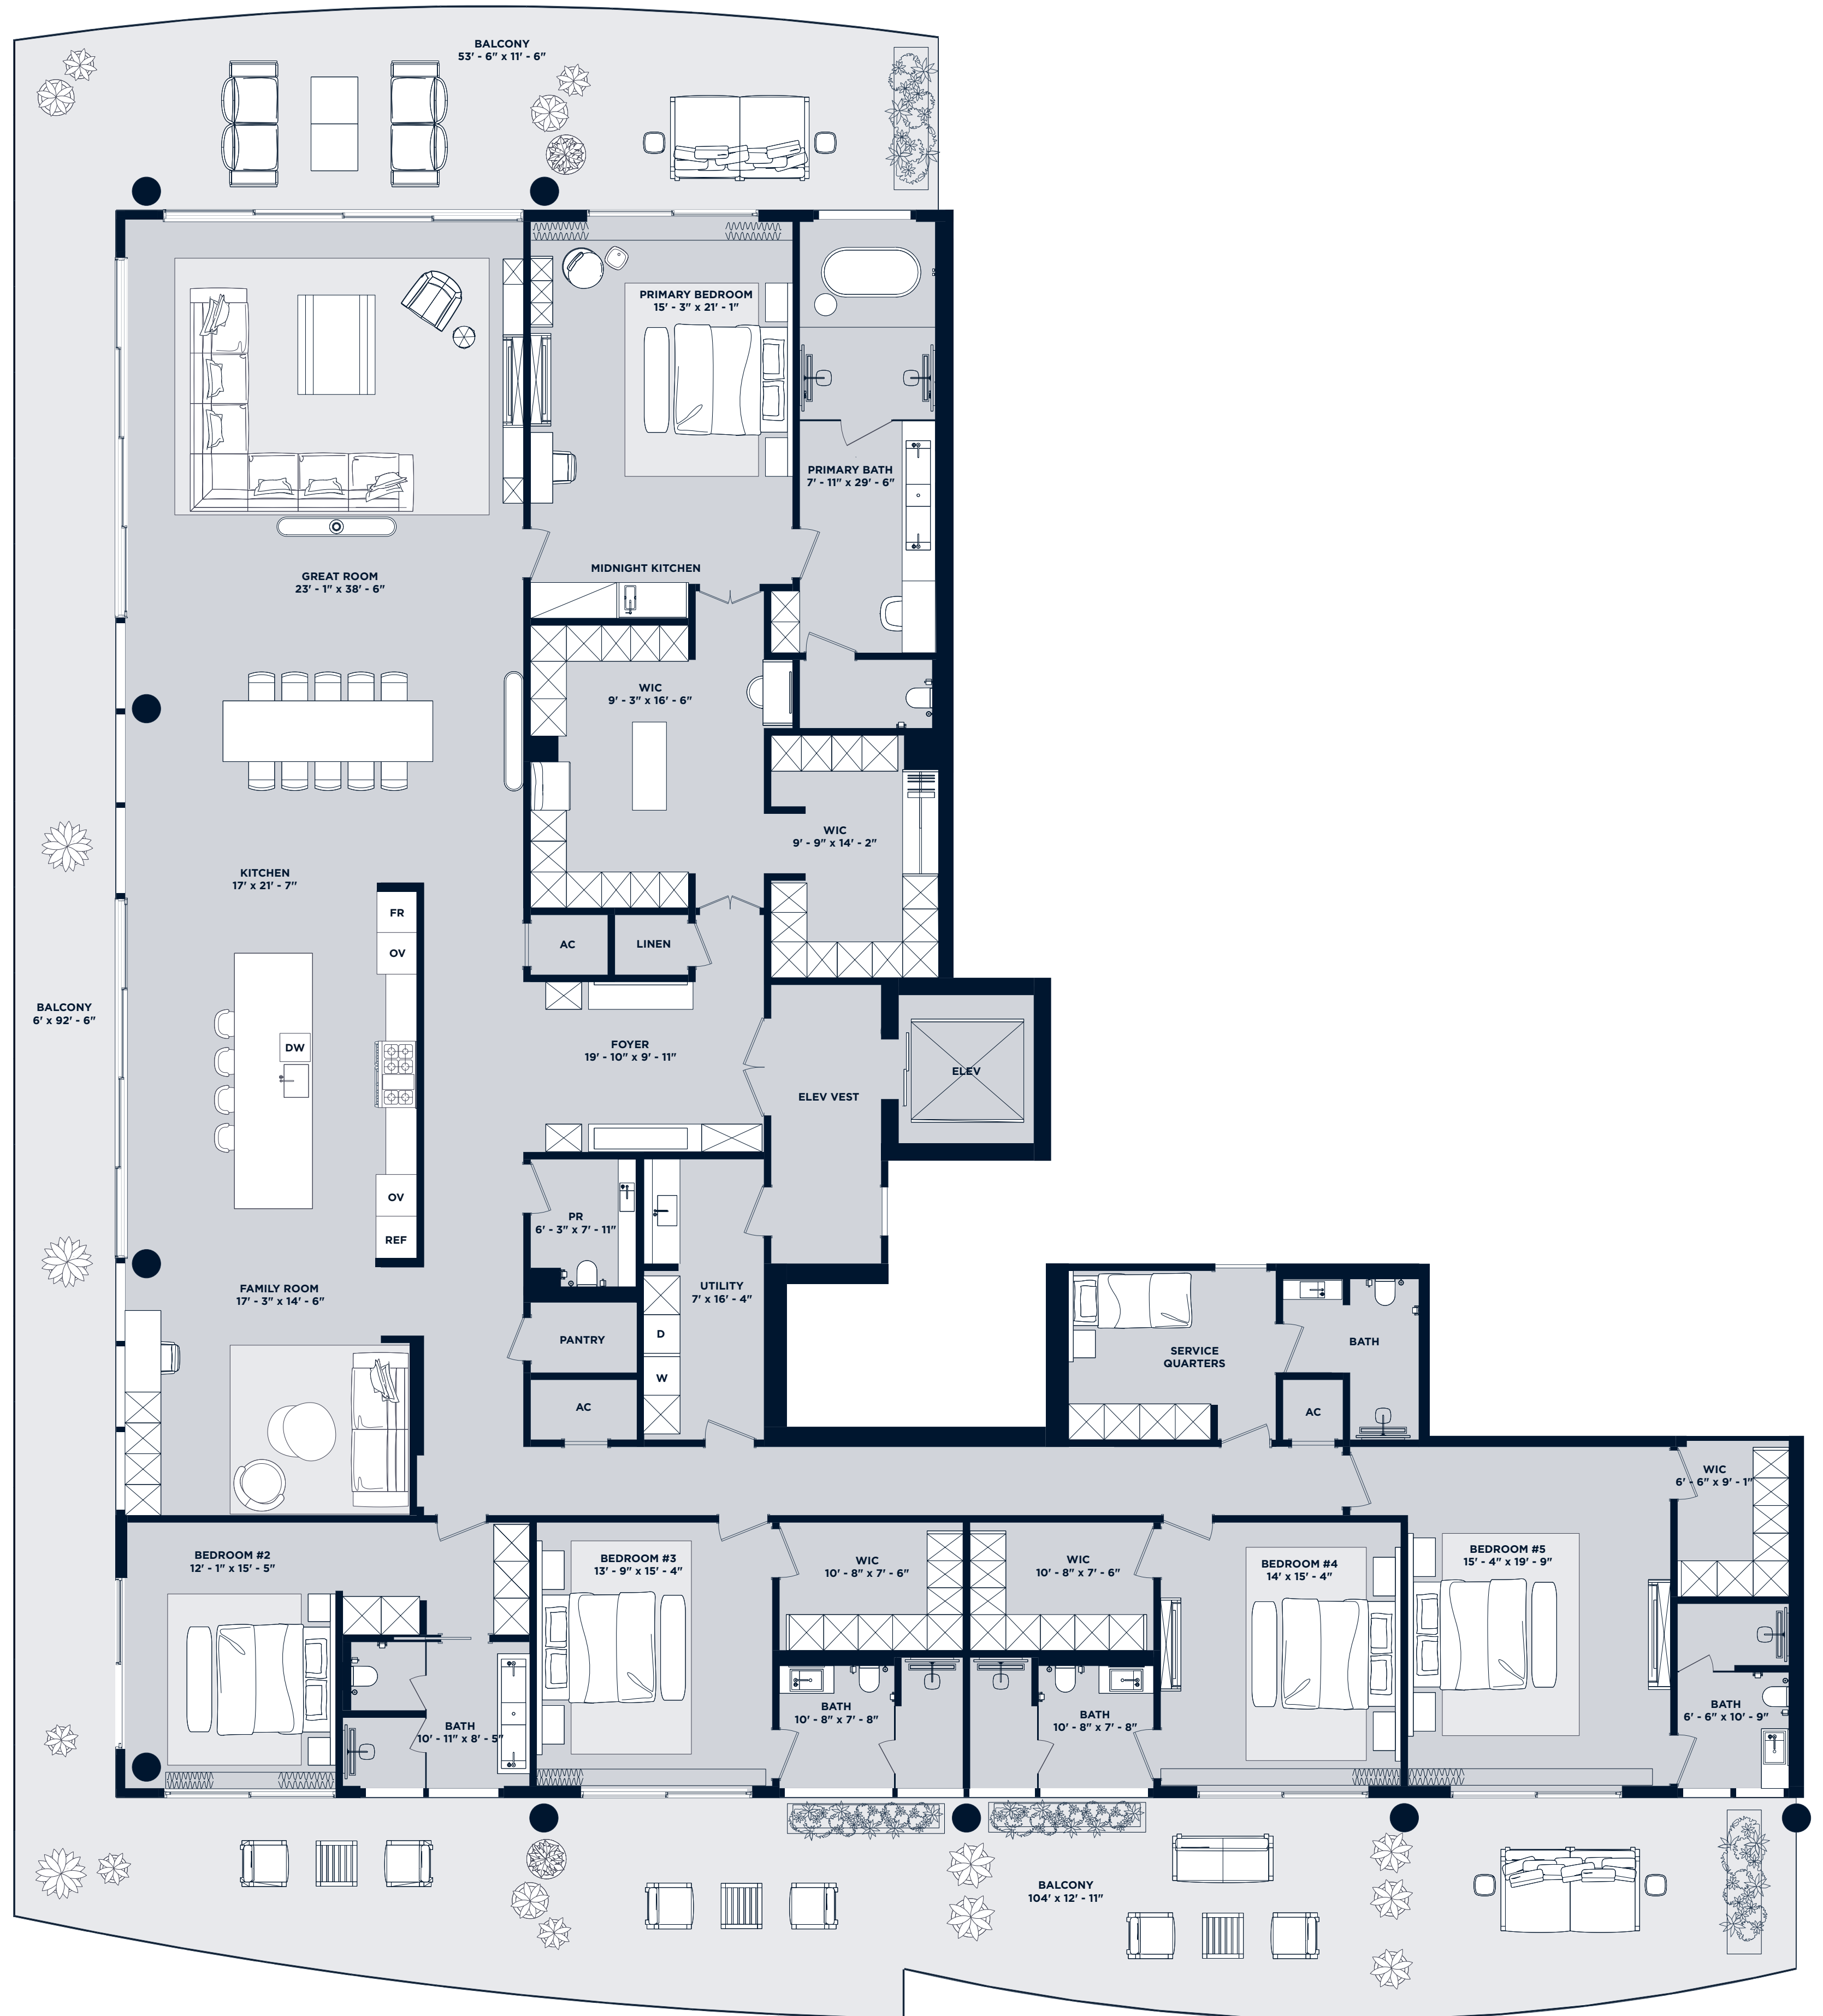 BALCONY
53' - 6" x 11' - 6"
PRIMARY BEDROOM
15' - 3" x 21' - 1"
PRIMARY BATH
7' - 11" x 29' - 6"
MIDNIGHT KITCHEN
GREAT ROOM
23' - 1" x 38' - 6"
WIC
9' - 3" x 16' - 6"
WIC
9' - 9" x 14' - 2"
KITCHEN
17' x 21' - 7"
FR
OV
AC
LINEN
BALCONY
6' x 92' - 6"
DW
FOYER
19' - 10" x 9' - 11"
ELEV VEST
ELEV
OV
REF
PR
6' - 3" x 7' - 11"
FAMILY ROOM
17' - 3" x 14' - 6"
UTILITY
7' x 16' - 4"
D
W
PANTRY
AC
SERVICE
QUARTERS
BATH
AC
WIC
6' - 6" x 9' - 1"
BEDROOM #2
12' - 1" x 15' - 5"
BEDROOM #3
13' - 9" x 15' - 4"
WIC
10' - 8" x 7' - 6"
WIC
10' - 8" x 7' - 6"
BEDROOM #4
14' x 15' - 4"
BEDROOM #5
15' - 4" x 19' - 9"
BATH
10' - 11" x 8' - 5"
BATH
10' - 8" x 7' - 8"
BATH
10' - 8" x 7' - 8"
BATH
6' - 6" x 10' - 9"
BALCONY
104' x 12' - 11"